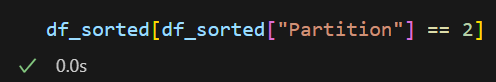 df_sorted[df_sorted["Partition"] == 2]
✓ 0.0s